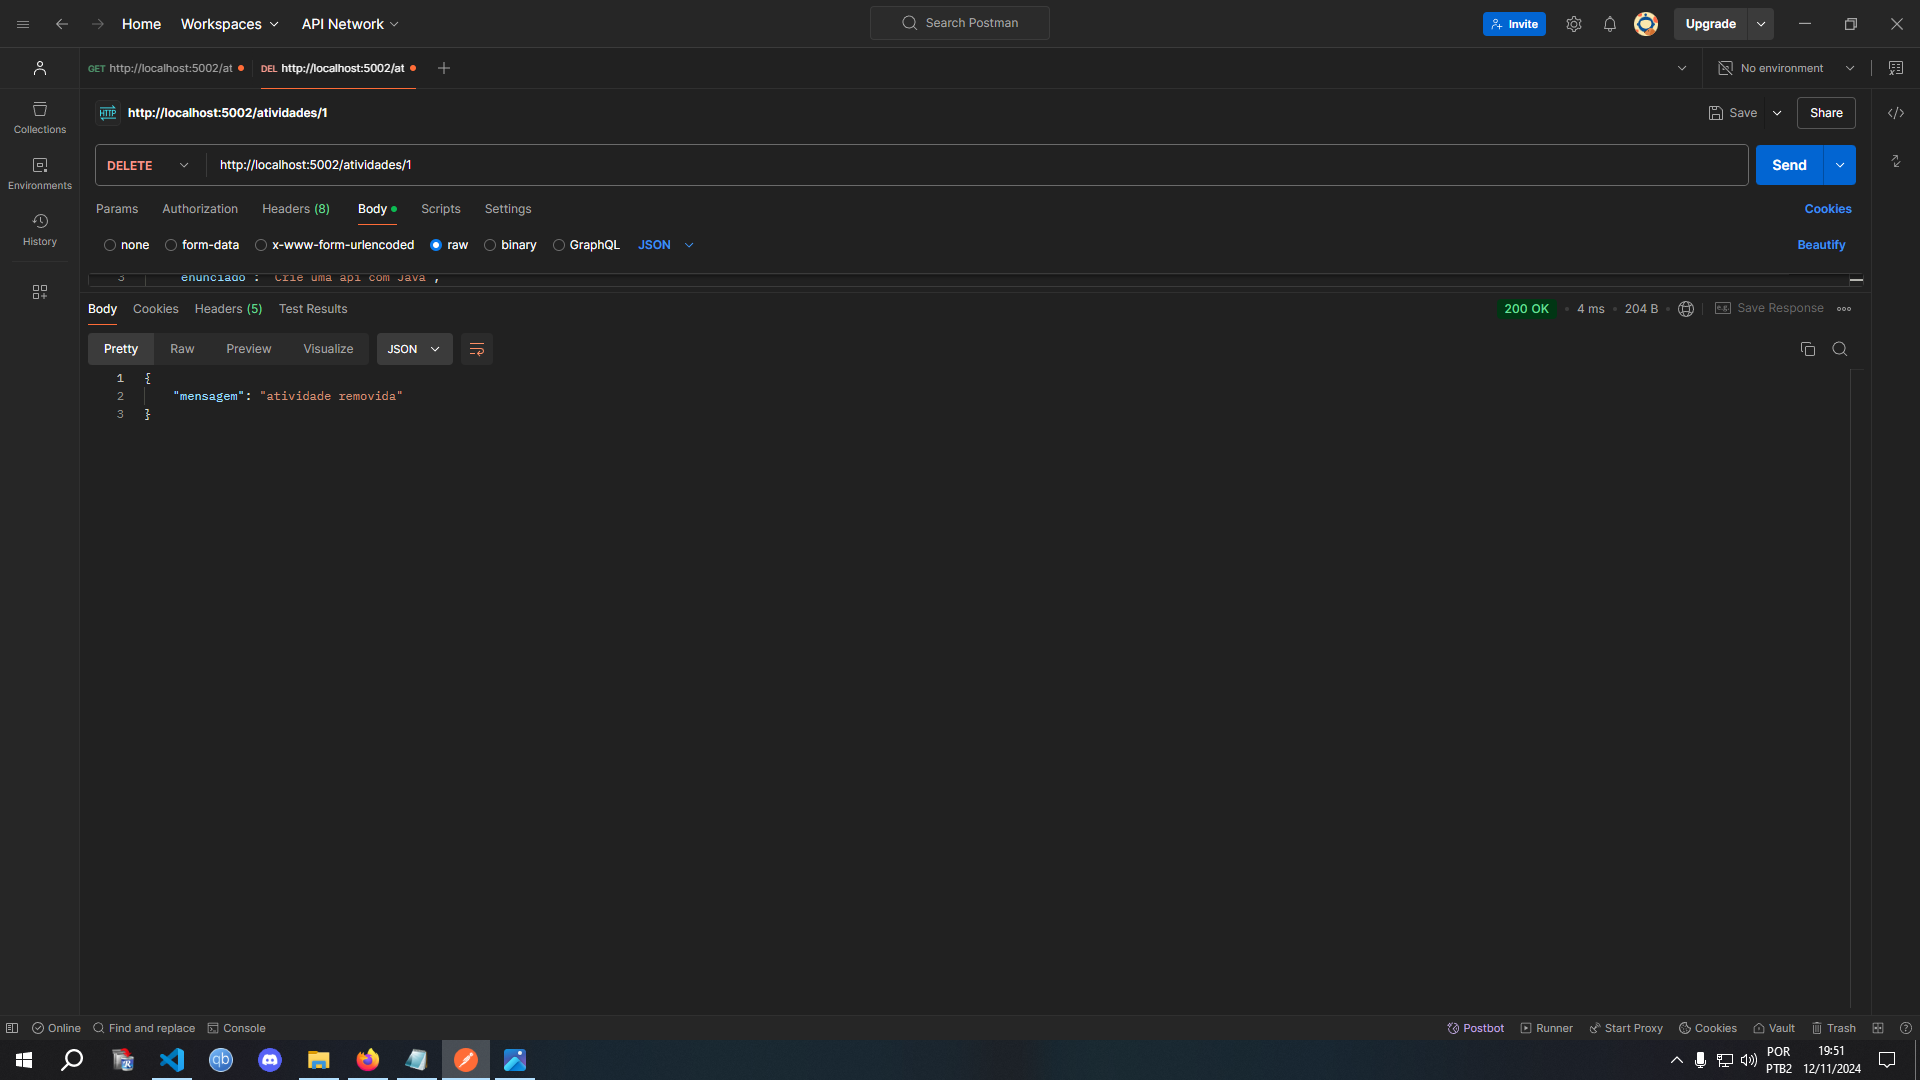 Home Workspaces API Network Search Postman Invite Upgrade
GET http://localhost:5002/at DEL http://localhost:5002/at No environment
HTTP http://localhost:5002/atividades/1 Save Share
Collections
DELETE http://localhost:5002/atividades/1 Send
Environments
Params Authorization Headers (8) Body Scripts Settings Cookies
History
none form-data x-www-form-urlencoded raw binary GraphQL JSON Beautify
3 enunciado : Crie uma api com Java ,
Body Cookies Headers (5) Test Results 200 OK 4 ms 204 B Save Response
Pretty Raw Preview Visualize JSON
1 {
2 "mensagem": "atividade removida"
3 }
Online Find and replace Console Postbot Runner Start Proxy Cookies Vault Trash
qb POR 19:51
PTB2 12/11/2024